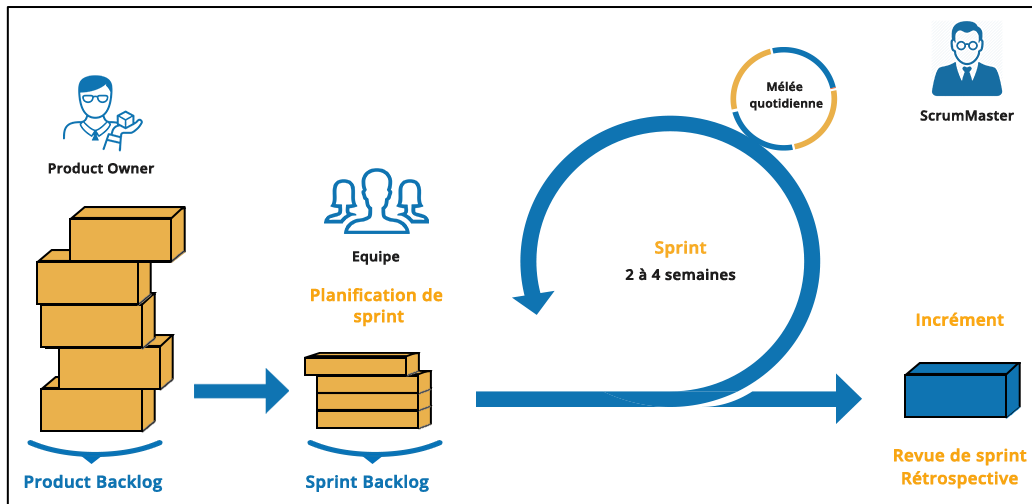 Product Owner
Product Backlog
Equipe
Planification de
sprint
Sprint Backlog
Mêlée
quotidienne
Sprint
2 à 4 semaines
ScrumMaster
Incrément
Revue de sprint
Rétrospective